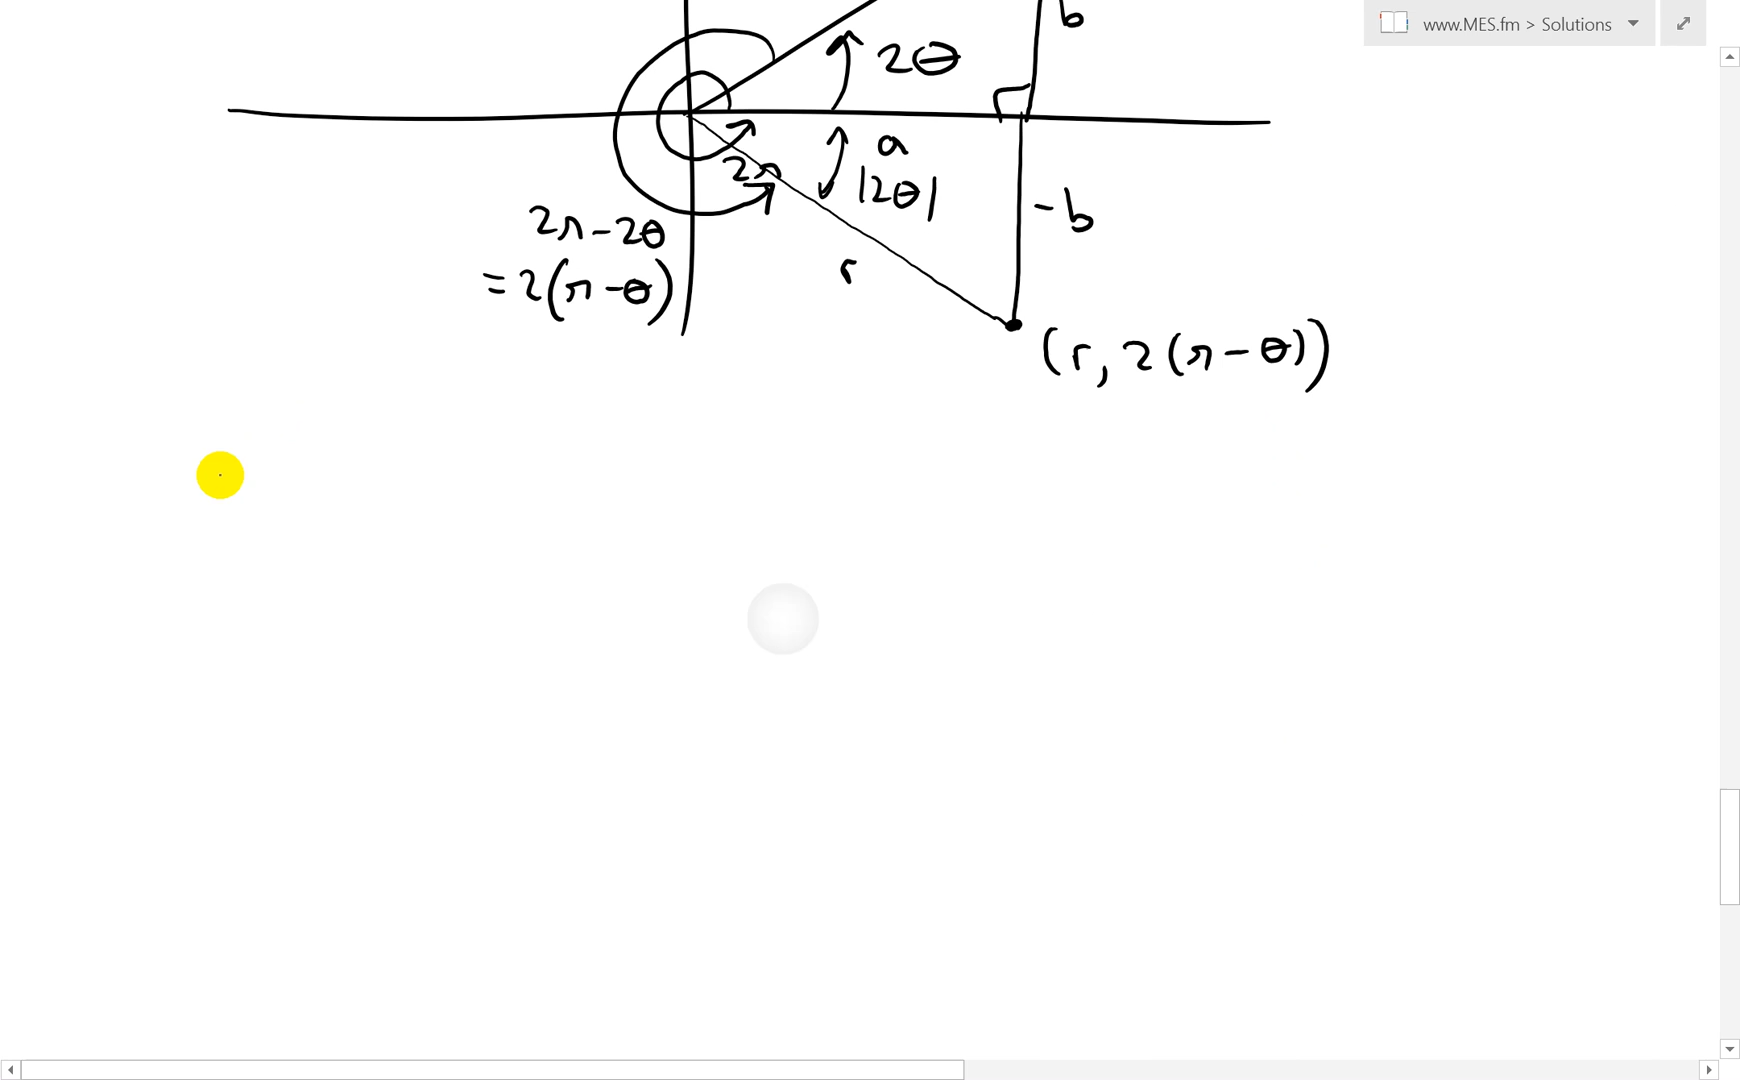 www.MES.fm > Solutions
b
2θ
a
2π
|2θ|
-b
2π-2θ
= 2(π-θ)
r
(r, 2(π-θ))